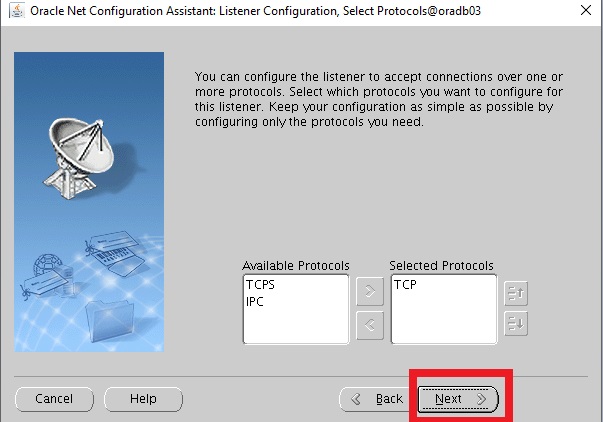 Oracle Net Configuration Assistant: Listener Configuration, Select Protocols@oradb03
You can configure the listener to accept connections over one or
more protocols. Select which protocols you want to configure for
this listener. Keep your configuration as simple as possible by
configuring only the protocols you need.
Available Protocols
Selected Protocols
TCPS
IPC
TCP
Cancel
Help
Back
Next